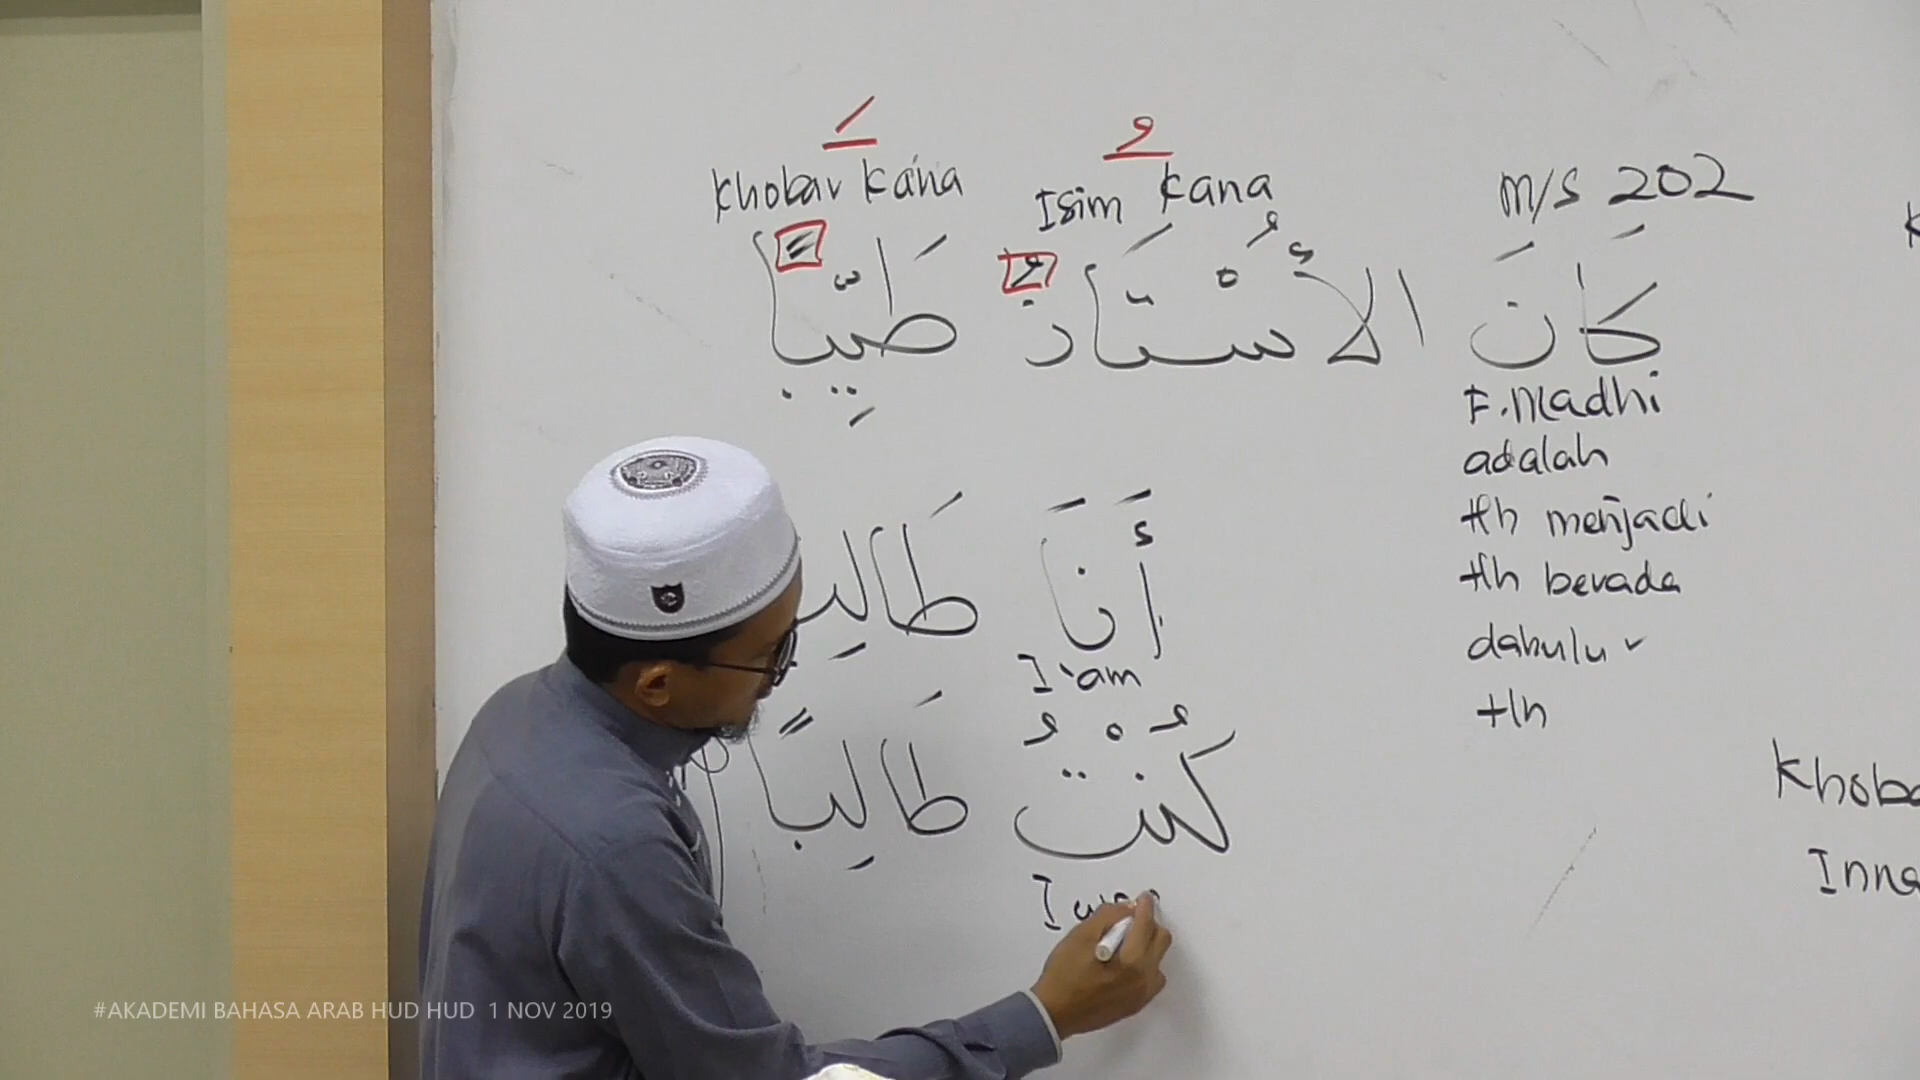 Khobar Kana Isim Kana m/s 202
كَانَ الأُسْتَاذُ طَيِّبًا
F. Madhi
adalah
tlh menjadi
tlh berada
dahulu ✓
tlh
أَنَا طَالِب
I'am
كُنْتُ طَالِبًا
I was
Khoba
Inna
#AKADEMI BAHASA ARAB HUD HUD 1 NOV 2019